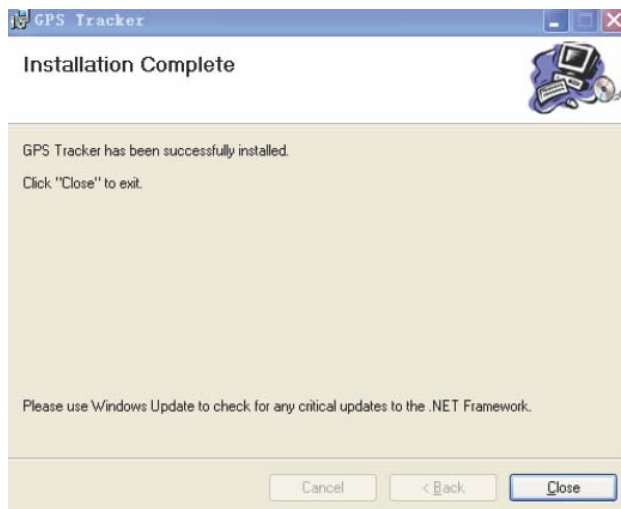 GPS Tracker
Installation Complete
GPS Tracker has been successfully installed.
Click "Close" to exit.
Please use Windows Update to check for any critical updates to the .NET Framework.
Cancel
< Back
Close